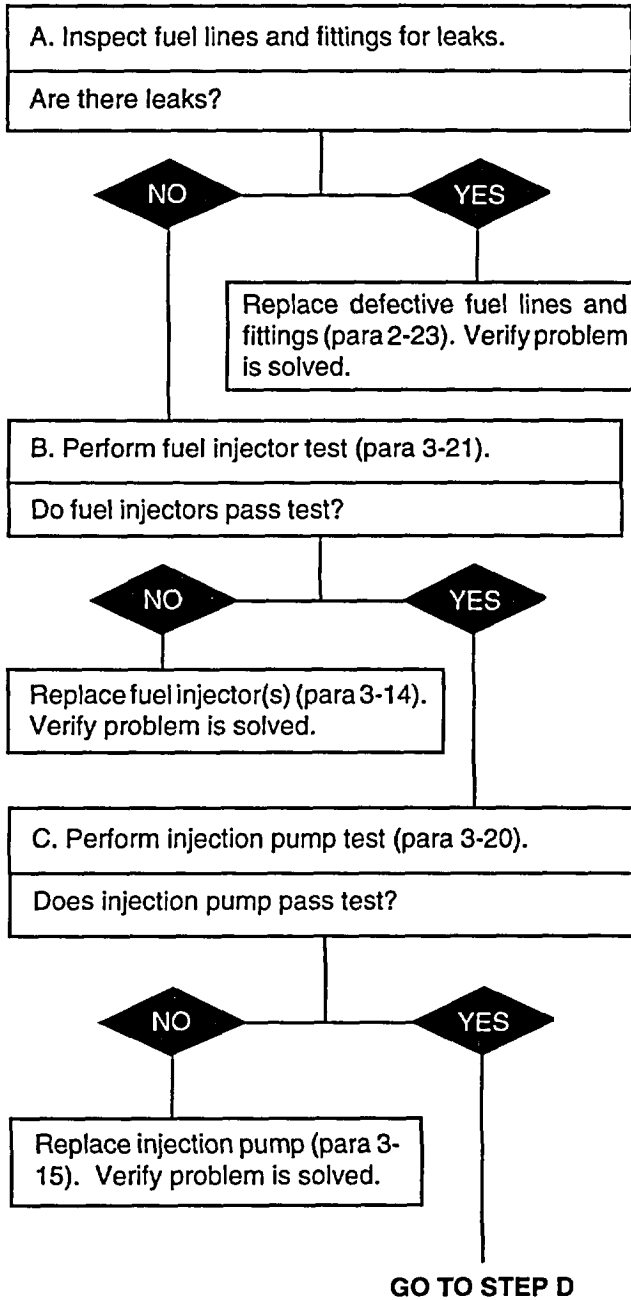 A. Inspect fuel lines and fittings for leaks.
Are there leaks?
NO
YES
Replace defective fuel lines and
fittings (para 2-23). Verify problem
is solved.
B. Perform fuel injector test (para 3-21).
Do fuel injectors pass test?
NO
YES
Replace fuel injector(s) (para 3-14).
Verify problem is solved.
C. Perform injection pump test (para 3-20).
Does injection pump pass test?
NO
YES
Replace injection pump (para 3-
15). Verify problem is solved.
GO TO STEP D